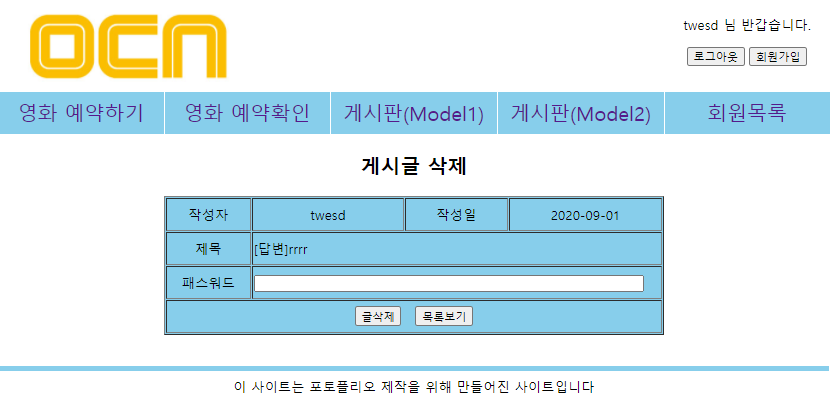 OCN
twesd 님 반갑습니다.
로그아웃 회원가입
영화 예약하기 영화 예약확인 게시판(Model1) 게시판(Model2) 회원목록
게시글 삭제
작성자 twesd 작성일 2020-09-01
제목 [답변]rrrr
패스워드
글삭제 목록보기
이 사이트는 포토폴리오 제작을 위해 만들어진 사이트입니다